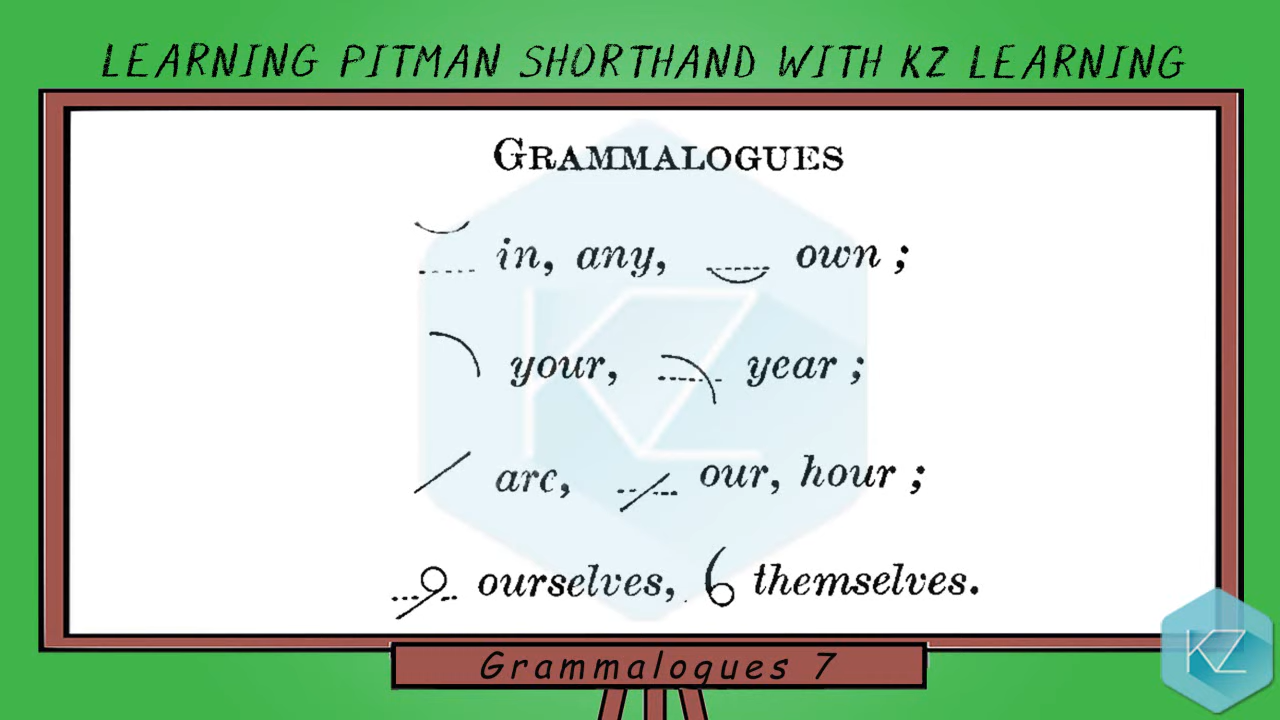 LEARNING PITMAN SHORTHAND WITH KZ LEARNING
GRAMMALOGUES
in, any, own ;
your, year ;
arc, our, hour ;
ourselves, themselves.
Grammalogues 7
KZ